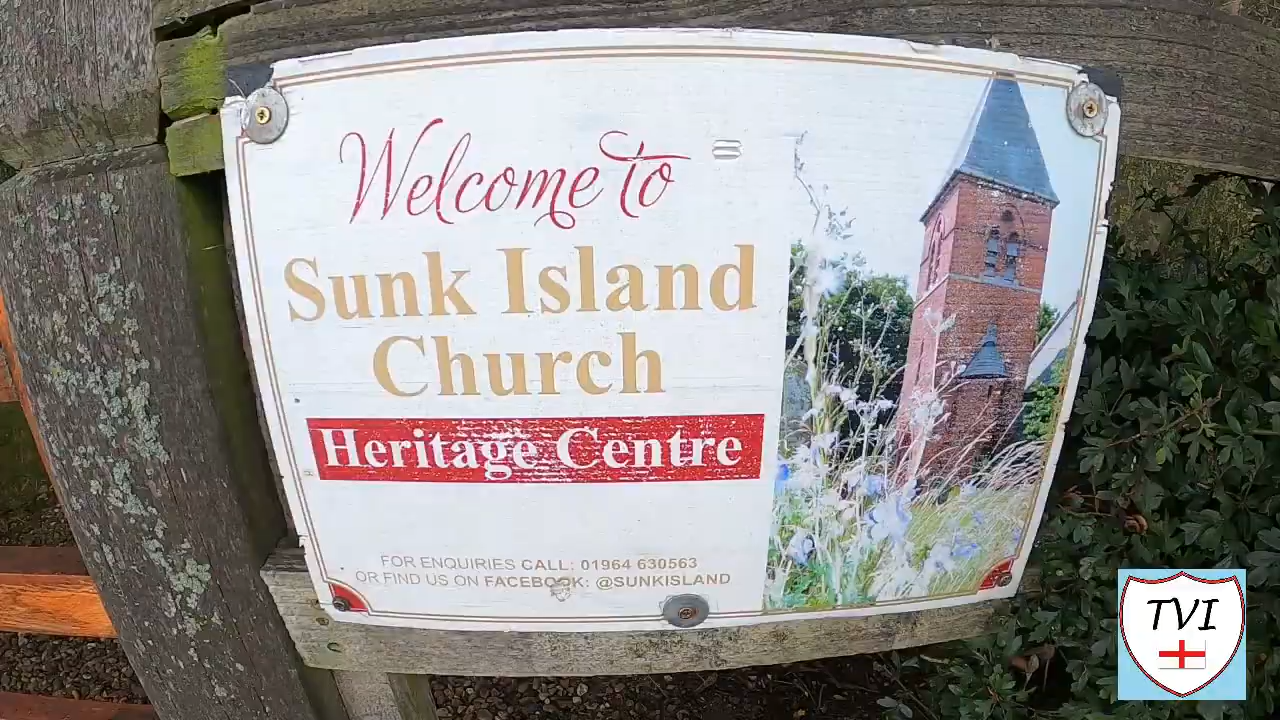 Welcome to
Sunk Island
Church
Heritage Centre
FOR ENQUIRIES CALL: 01964 630563
OR FIND US ON FACEBOOK: @SUNKISLAND
TVI